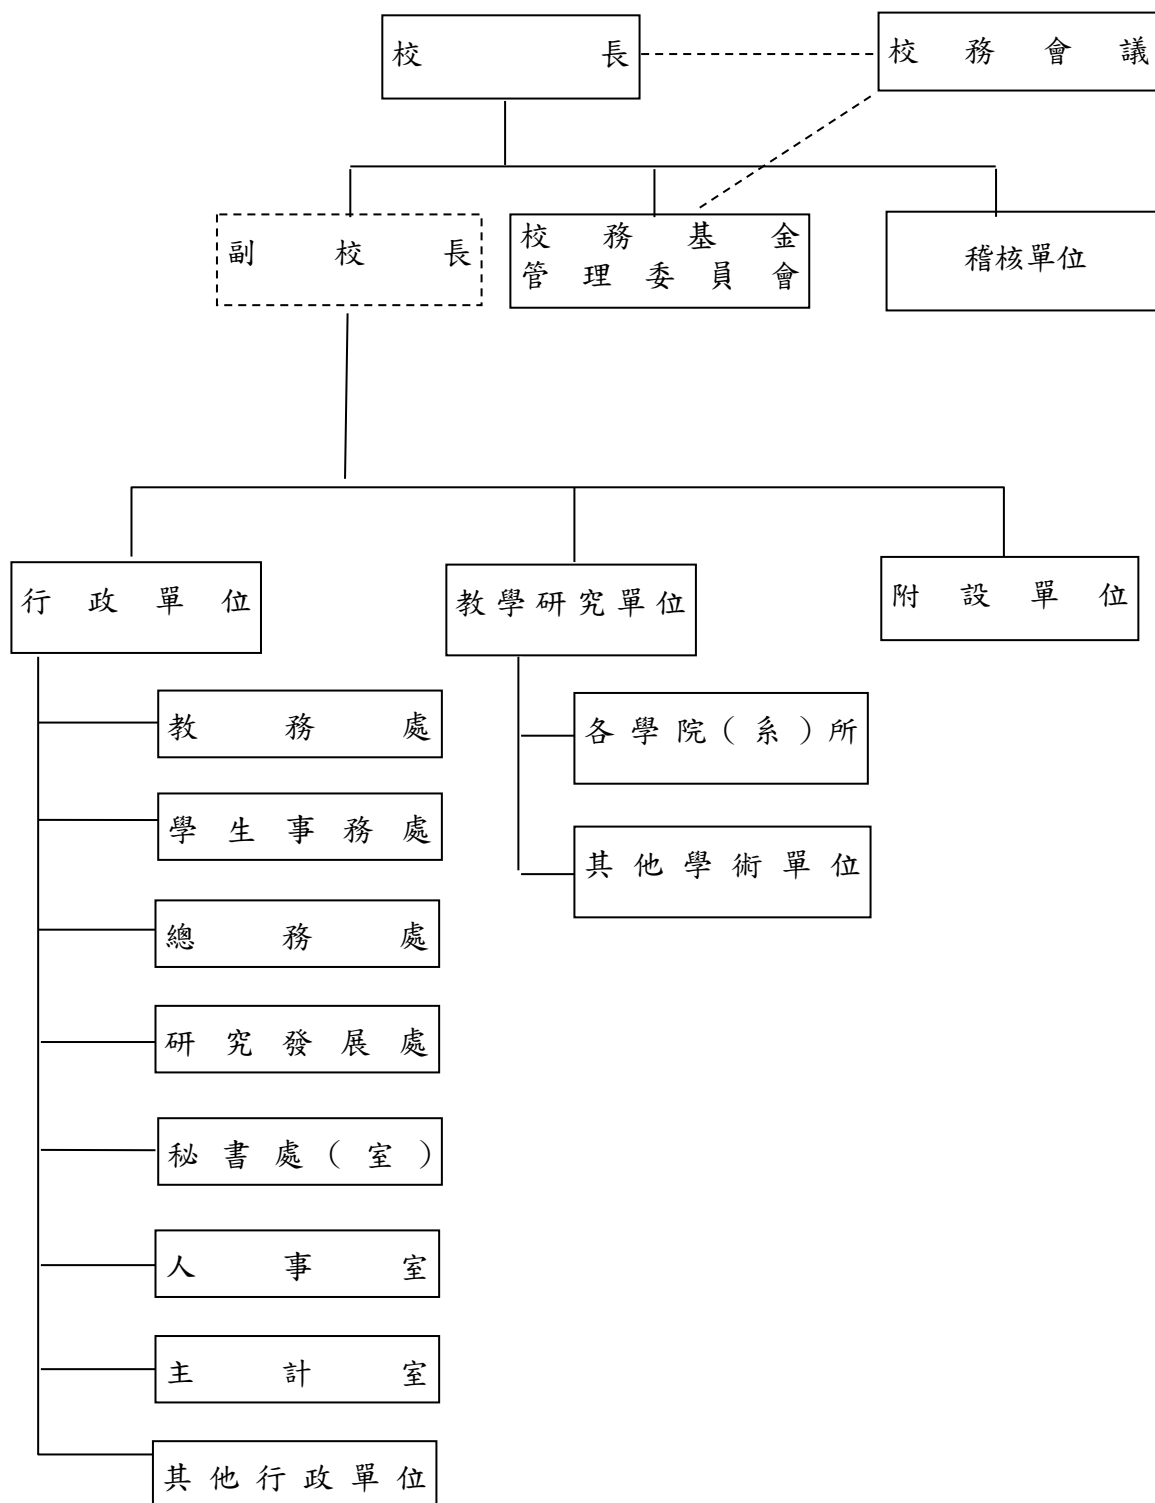 校長
校務會議
副校長
校務基金
管理委員會
稽核單位
行政單位
教學研究單位
附設單位
教務處
各學院（系）所
學生事務處
其他學術單位
總務處
研究發展處
秘書處（室）
人事室
主計室
其他行政單位